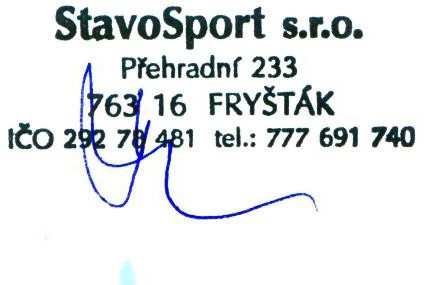 StavoSport s.r.o.
Přehradní 233
763 16 FRYŠTÁK
IČO 292 78 481 tel.: 777 691 740